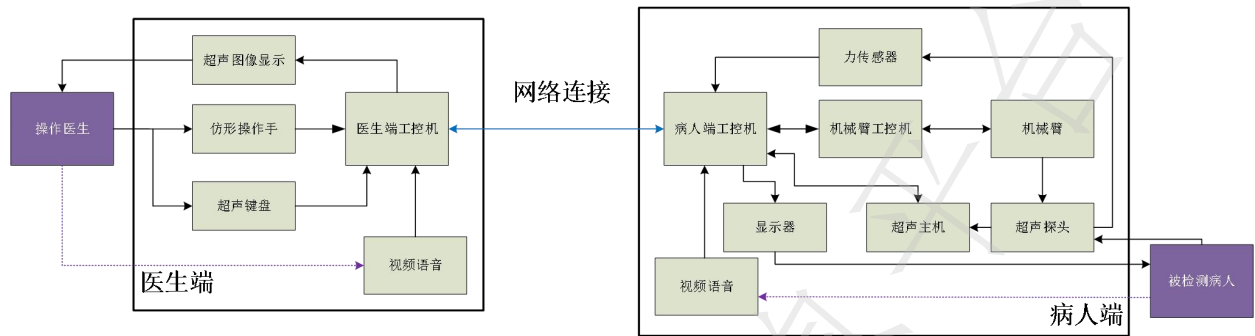 超声图像显示
操作医生
仿形操作手
医生端工控机
超声键盘
视频语音
医生端
网络连接
力传感器
病人端工控机
机械臂工控机
机械臂
显示器
超声主机
超声探头
视频语音
被检测病人
病人端